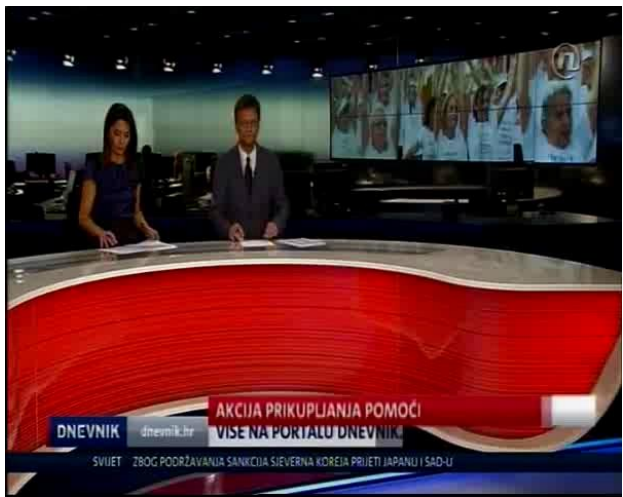 AKCIJA PRIKUPLJANJA POMOĆI
DNEVNIK dnevnik.hr VIŠE NA PORTALU DNEVNIK.
SVIJET ZBOG PODRŽAVANJA SANKCIJA SJEVERNA KOREJA PRIJETI JAPANU I SAD-U